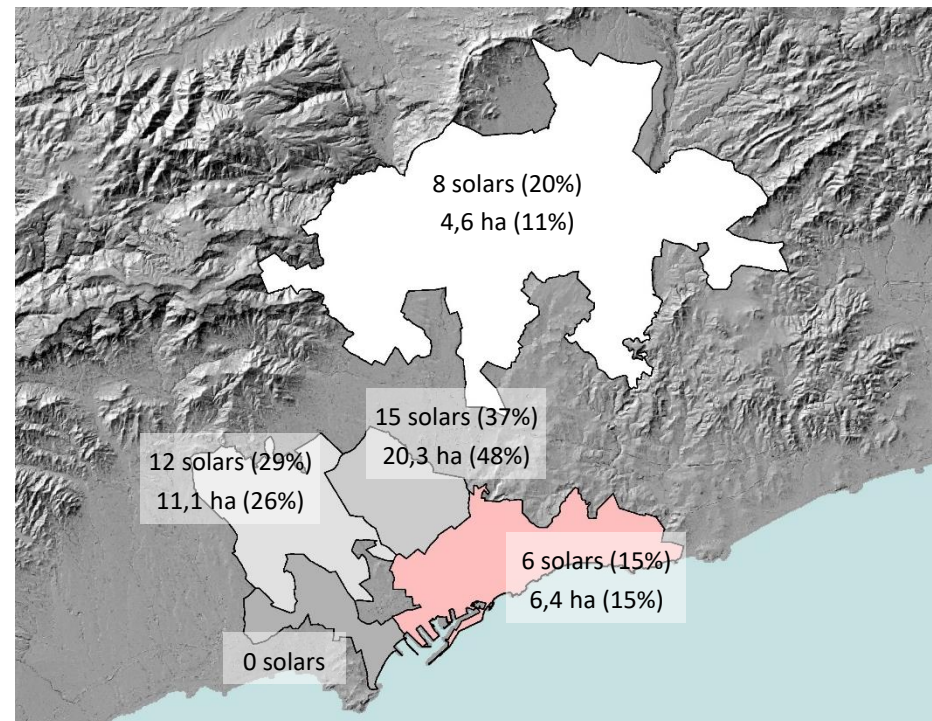 8 solars (20%)
4,6 ha (11%)
15 solars (37%)
20,3 ha (48%)
12 solars (29%)
11,1 ha (26%)
6 solars (15%)
6,4 ha (15%)
0 solars